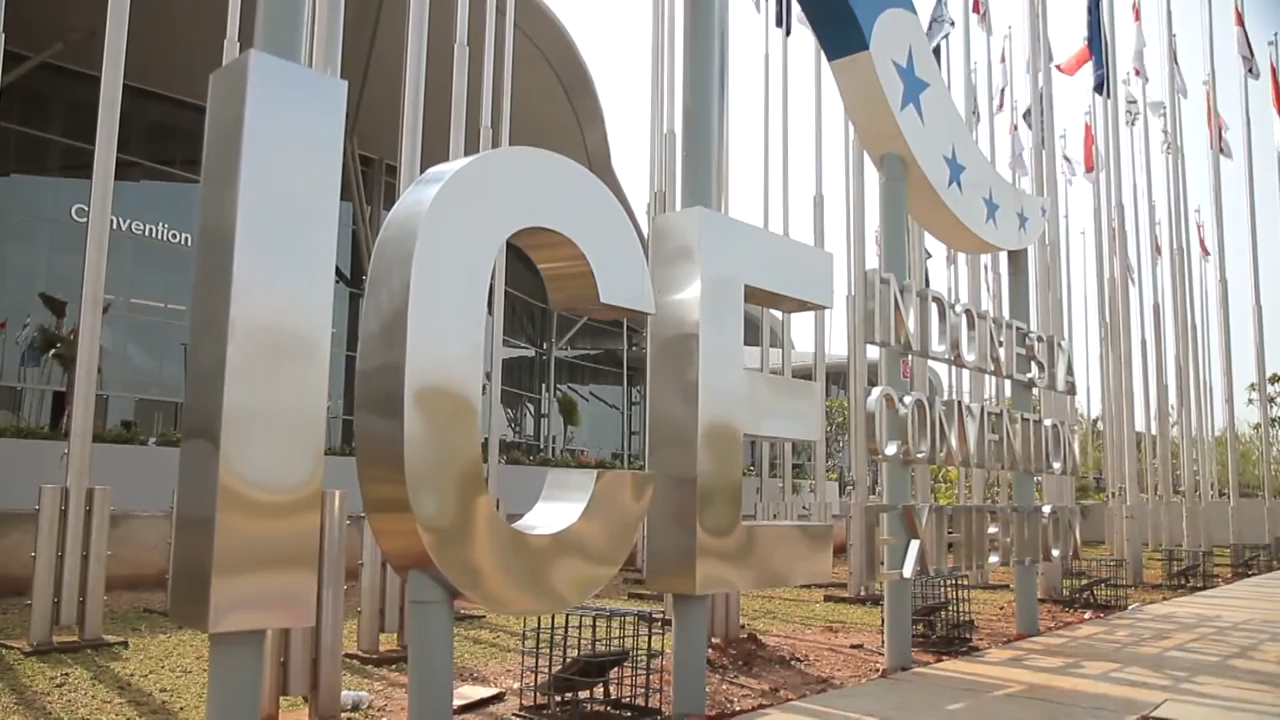 Convention
ICE
INDONESIA
CONVENTION
EXHIBITION